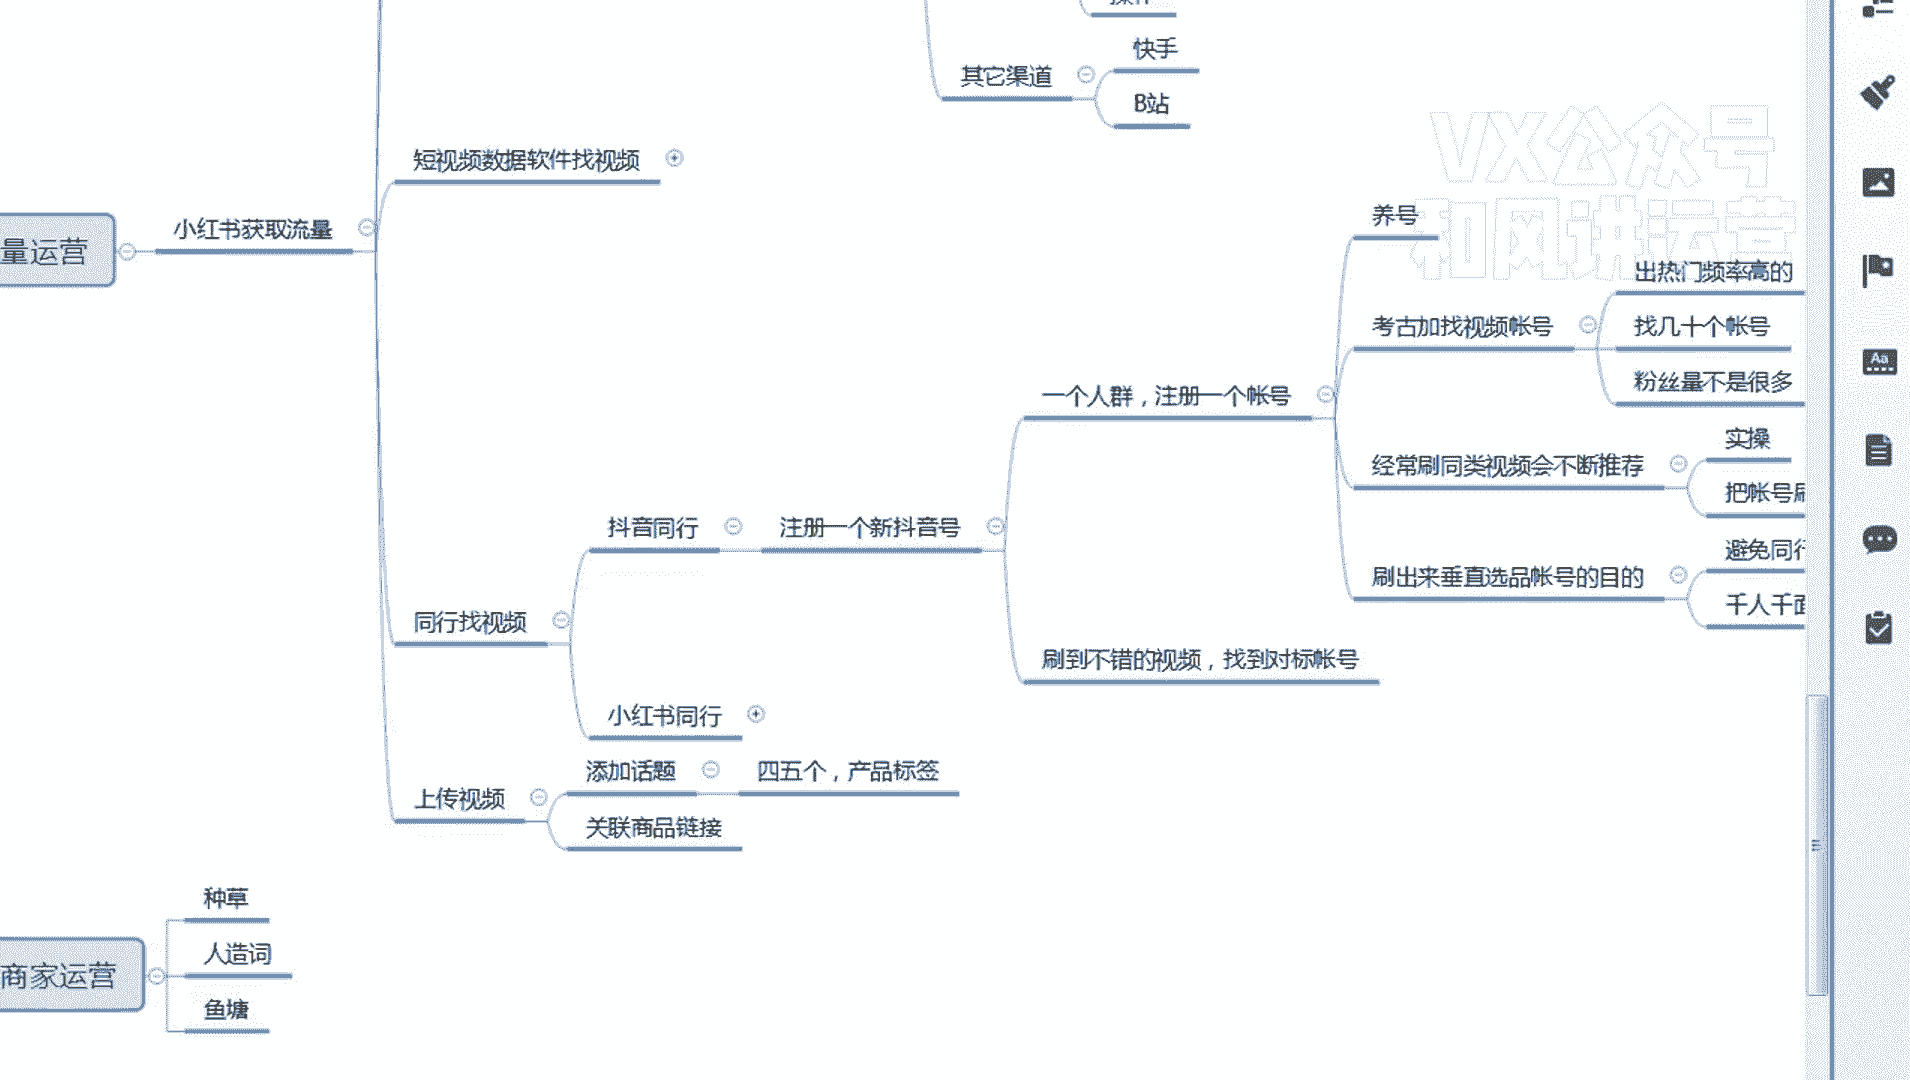 快手
其它渠道
B站
VX公众号
和风讲运营
短视频数据软件找视频
养号
小红书获取流量
量运营
出热门频率高的
考古加找视频帐号
找几十个帐号
粉丝量不是很多
一个人群，注册一个帐号
实操
经常刷同类视频会不断推荐
把帐号刷
抖音同行
注册一个新抖音号
避免同行
刷出来垂直选品帐号的目的
千人千面
同行找视频
刷到不错的视频，找到对标帐号
小红书同行
添加话题
四五个，产品标签
上传视频
关联商品链接
种草
人造词
商家运营
鱼塘
Aa